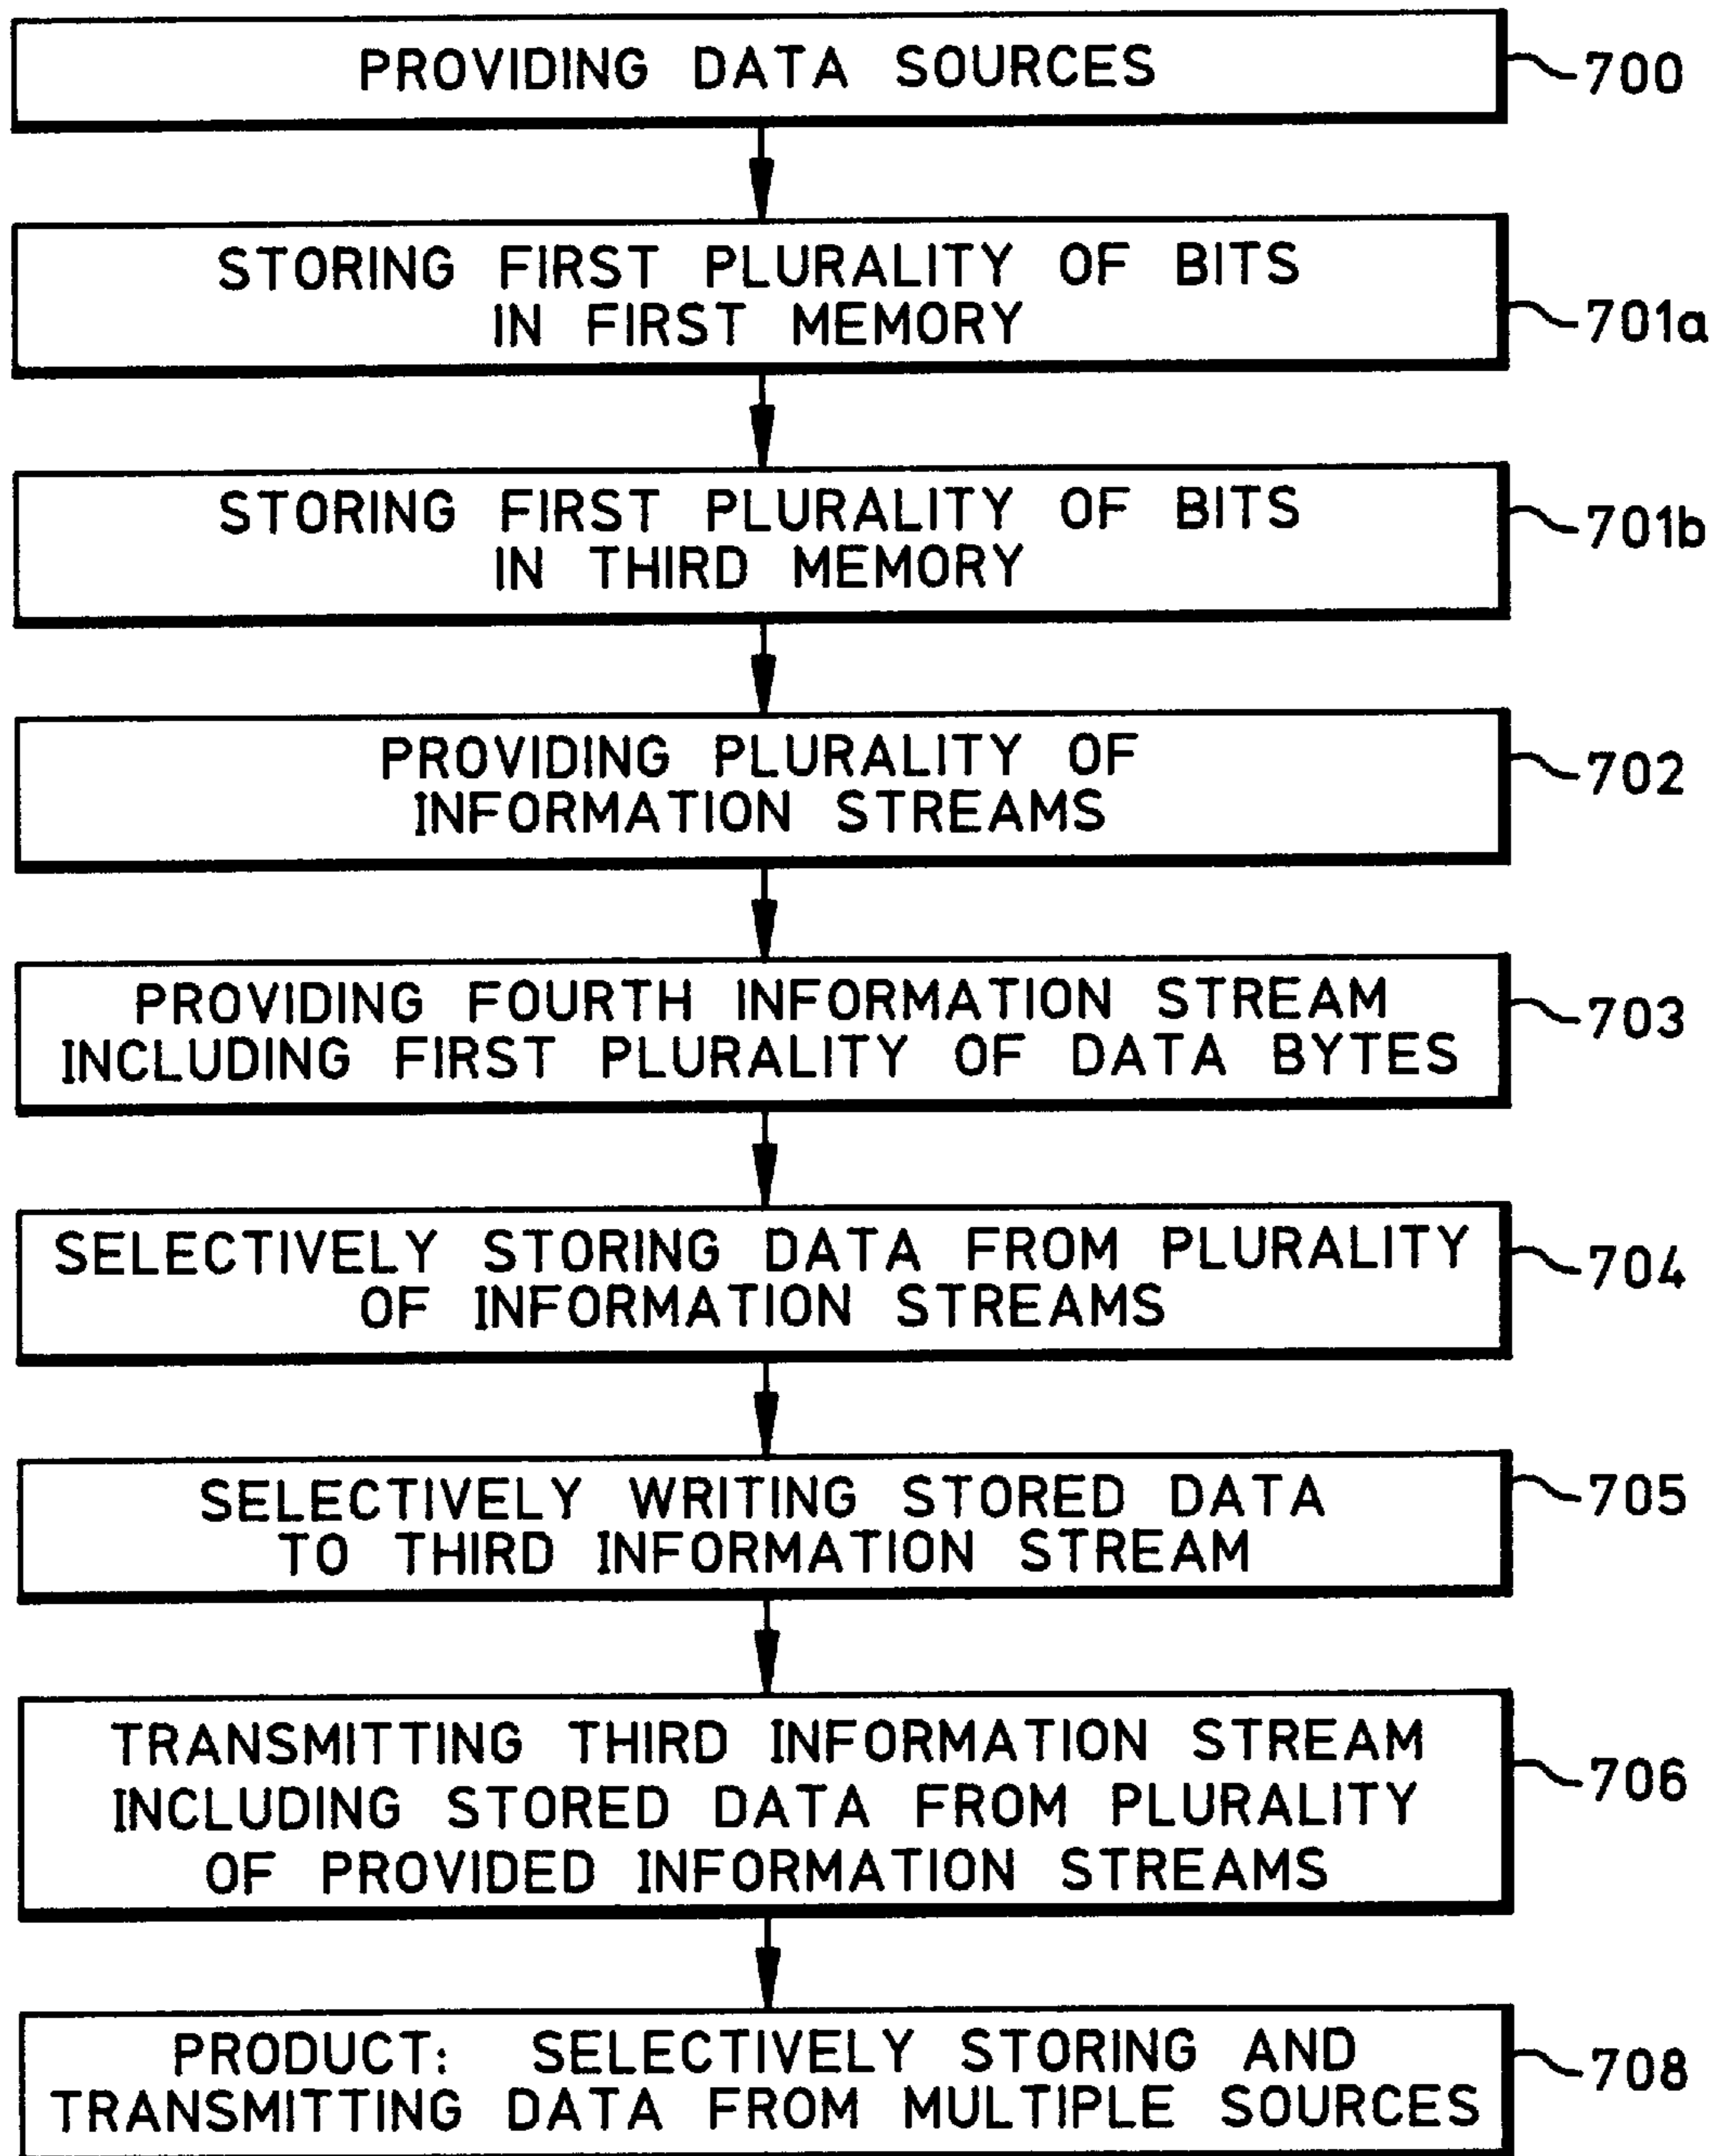 PROVIDING DATA SOURCES
700
STORING FIRST PLURALITY OF BITS
IN FIRST MEMORY
701a
STORING FIRST PLURALITY OF BITS
IN THIRD MEMORY
701b
PROVIDING PLURALITY OF
INFORMATION STREAMS
702
PROVIDING FOURTH INFORMATION STREAM
INCLUDING FIRST PLURALITY OF DATA BYTES
703
SELECTIVELY STORING DATA FROM PLURALITY
OF INFORMATION STREAMS
704
SELECTIVELY WRITING STORED DATA
TO THIRD INFORMATION STREAM
705
TRANSMITTING THIRD INFORMATION STREAM
INCLUDING STORED DATA FROM PLURALITY
OF PROVIDED INFORMATION STREAMS
706
PRODUCT: SELECTIVELY STORING AND
TRANSMITTING DATA FROM MULTIPLE SOURCES
708